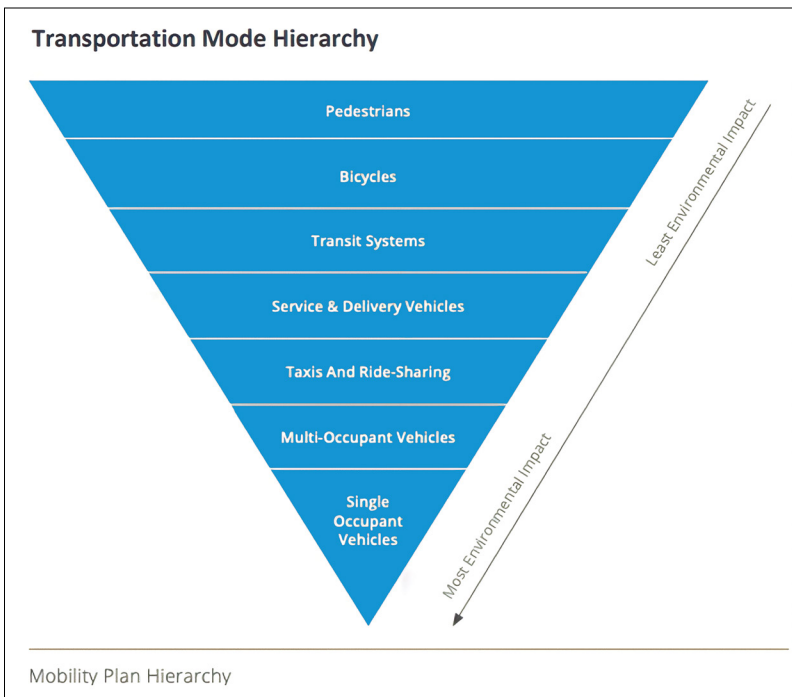 Transportation Mode Hierarchy
Pedestrians
Bicycles
Transit Systems
Service & Delivery Vehicles
Taxis And Ride-Sharing
Multi-Occupant Vehicles
Single
Occupant
Vehicles
Least Environmental Impact
Most Environmental Impact
Mobility Plan Hierarchy